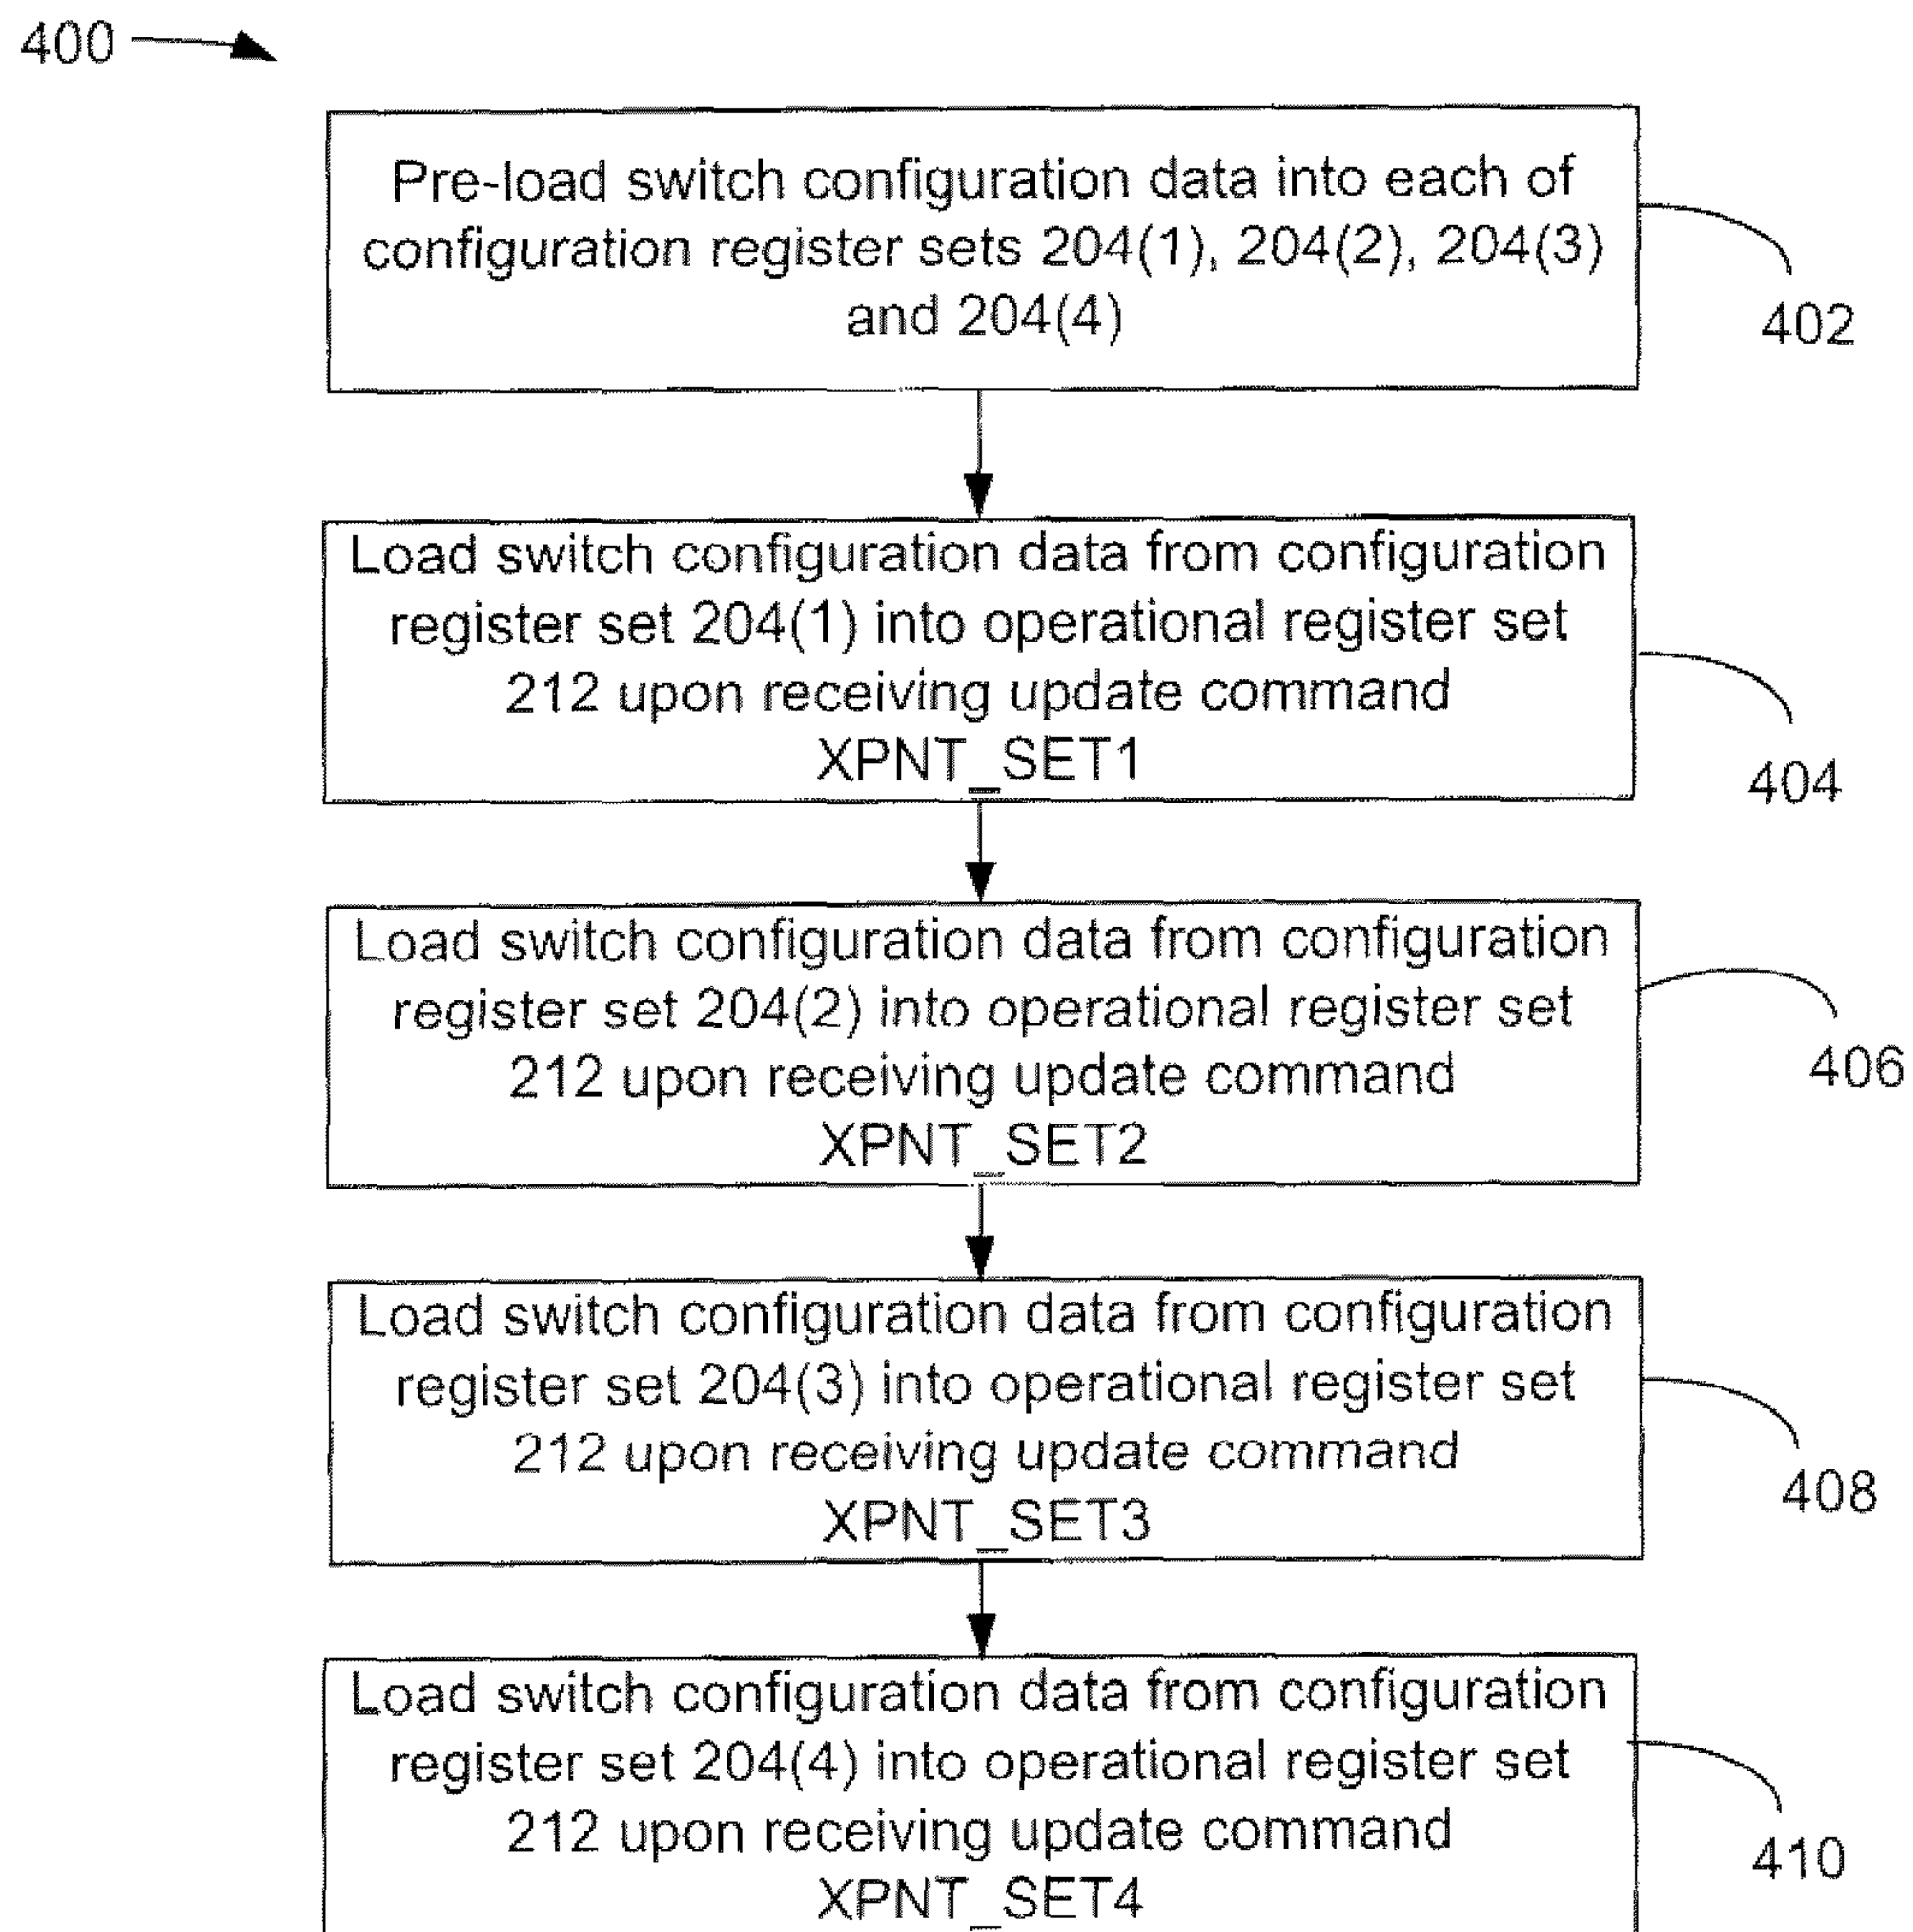 400
Pre-load switch configuration data into each of
configuration register sets 204(1), 204(2), 204(3)
and 204(4)
402
Load switch configuration data from configuration
register set 204(1) into operational register set
212 upon receiving update command
XPNT_SET1
404
Load switch configuration data from configuration
register set 204(2) into operational register set
212 upon receiving update command
XPNT_SET2
406
Load switch configuration data from configuration
register set 204(3) into operational register set
212 upon receiving update command
XPNT_SET3
408
Load switch configuration data from configuration
register set 204(4) into operational register set
212 upon receiving update command
XPNT_SET4
410